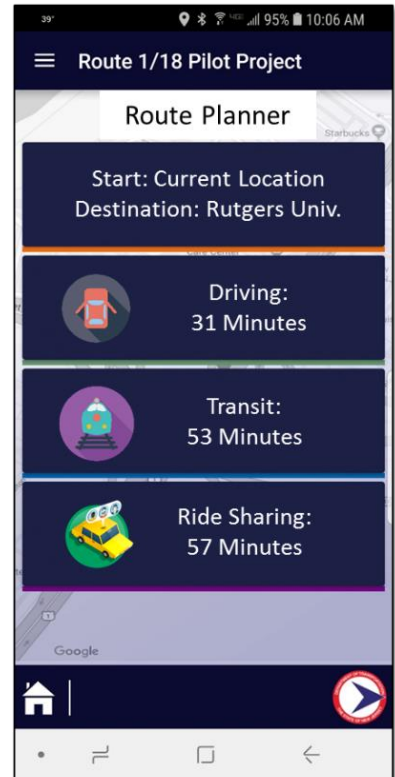 39°
95% 10:06 AM
Route 1/18 Pilot Project
Route Planner
Starbucks
Start: Current Location
Destination: Rutgers Univ.
Driving:
31 Minutes
Transit:
53 Minutes
Ride Sharing:
57 Minutes
1
Google